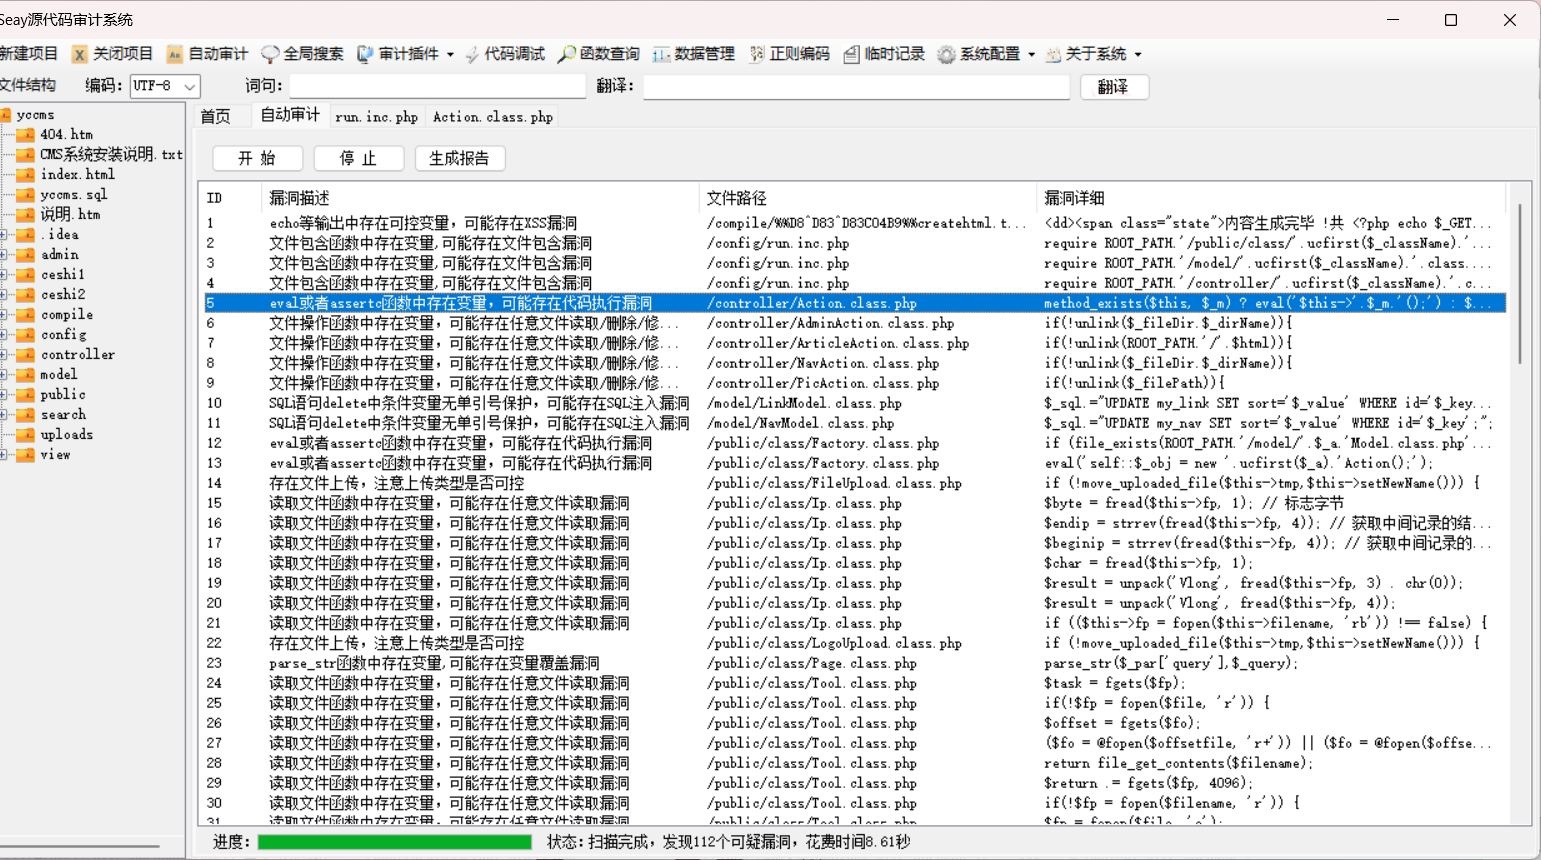 Seay源代码审计系统
新建项目 关闭项目 自动审计 全局搜索 审计插件 代码调试 函数查询 数据管理 正则编码 临时记录 系统配置 关于系统
文件结构 编码: UTF-8 词句: 翻译: 翻译
首页 自动审计 run.inc.php Action.class.php
yccms
404.htm
CMS系统安装说明.txt
index.html
yccms.sql
说明.htm
.idea
admin
ceshi1
ceshi2
compile
config
controller
model
public
search
uploads
view
开 始 停 止 生成报告
ID 漏洞描述 文件路径 漏洞详细
1 echo等输出中存在可控变量，可能存在XSS漏洞 /compile/%%D8^D83^D83C04B9%%createhtml.t... <dd><span class="state">内容生成完毕 !共 <?php echo $_GET...
2 文件包含函数中存在变量,可能存在文件包含漏洞 /config/run.inc.php require ROOT_PATH.'/public/class/'.ucfirst($_className).'...
3 文件包含函数中存在变量,可能存在文件包含漏洞 /config/run.inc.php require ROOT_PATH.'/model/'.ucfirst($_className).'.class....
4 文件包含函数中存在变量,可能存在文件包含漏洞 /config/run.inc.php require ROOT_PATH.'/controller/'.ucfirst($_className).'.c...
5 eval或者assertc函数中存在变量，可能存在代码执行漏洞 /controller/Action.class.php method_exists($this, $_m) ? eval('$this->'.$_m.'();') : $...
6 文件操作函数中存在变量，可能存在任意文件读取/删除/修... /controller/AdminAction.class.php if(!unlink($_fileDir.$_dirName)){
7 文件操作函数中存在变量，可能存在任意文件读取/删除/修... /controller/ArticleAction.class.php if(!unlink(ROOT_PATH.'/'.$html)){
8 文件操作函数中存在变量，可能存在任意文件读取/删除/修... /controller/NavAction.class.php if(!unlink($_fileDir.$_dirName)){
9 文件操作函数中存在变量，可能存在任意文件读取/删除/修... /controller/PicAction.class.php if(!unlink($_filePath)){
10 SQL语句delete中条件变量无单引号保护，可能存在SQL注入漏洞 /model/LinkModel.class.php $_sql.="UPDATE my_link SET sort='$_value' WHERE id='$_key...
11 SQL语句delete中条件变量无单引号保护，可能存在SQL注入漏洞 /model/NavModel.class.php $_sql.="UPDATE my_nav SET sort='$_value' WHERE id='$_key';";
12 eval或者assertc函数中存在变量，可能存在代码执行漏洞 /public/class/Factory.class.php if (file_exists(ROOT_PATH.'/model/'.$_a.'Model.class.php'...
13 eval或者assertc函数中存在变量，可能存在代码执行漏洞 /public/class/Factory.class.php eval('self::$_obj = new '.ucfirst($_a).'Action();');
14 存在文件上传，注意上传类型是否可控 /public/class/FileUpload.class.php if (!move_uploaded_file($this->tmp,$this->setNewName())) {
15 读取文件函数中存在变量，可能存在任意文件读取漏洞 /public/class/Ip.class.php $byte = fread($this->fp, 1); // 标志字节
16 读取文件函数中存在变量，可能存在任意文件读取漏洞 /public/class/Ip.class.php $endip = strrev(fread($this->fp, 4)); // 获取中间记录的结...
17 读取文件函数中存在变量，可能存在任意文件读取漏洞 /public/class/Ip.class.php $beginip = strrev(fread($this->fp, 4)); // 获取中间记录的...
18 读取文件函数中存在变量，可能存在任意文件读取漏洞 /public/class/Ip.class.php $char = fread($this->fp, 1);
19 读取文件函数中存在变量，可能存在任意文件读取漏洞 /public/class/Ip.class.php $result = unpack('Vlong', fread($this->fp, 3) . chr(0));
20 读取文件函数中存在变量，可能存在任意文件读取漏洞 /public/class/Ip.class.php $result = unpack('Vlong', fread($this->fp, 4));
21 读取文件函数中存在变量，可能存在任意文件读取漏洞 /public/class/Ip.class.php if (($this->fp = fopen($this->filename, 'rb')) !== false) {
22 存在文件上传，注意上传类型是否可控 /public/class/LogoUpload.class.php if (!move_uploaded_file($this->tmp,$this->setNewName())) {
23 parse_str函数中存在变量,可能存在变量覆盖漏洞 /public/class/Page.class.php parse_str($_par['query'],$_query);
24 读取文件函数中存在变量，可能存在任意文件读取漏洞 /public/class/Tool.class.php $task = fgets($fp);
25 读取文件函数中存在变量，可能存在任意文件读取漏洞 /public/class/Tool.class.php if(!$fp = fopen($file, 'r')) {
26 读取文件函数中存在变量，可能存在任意文件读取漏洞 /public/class/Tool.class.php $offset = fgets($fo);
27 读取文件函数中存在变量，可能存在任意文件读取漏洞 /public/class/Tool.class.php ($fo = @fopen($offsetfile, 'r+')) || ($fo = @fopen($offse...
28 读取文件函数中存在变量，可能存在任意文件读取漏洞 /public/class/Tool.class.php return file_get_contents($filename);
29 读取文件函数中存在变量，可能存在任意文件读取漏洞 /public/class/Tool.class.php $return .= fgets($fp, 4096);
30 读取文件函数中存在变量，可能存在任意文件读取漏洞 /public/class/Tool.class.php if(!$fp = fopen($filename, 'r')) {
31 读取文件函数中存在变量，可能存在任意文件读取漏洞 /public/class/Tool.class.php
进度: 状态:扫描完成，发现112个可疑漏洞，花费时间8.61秒